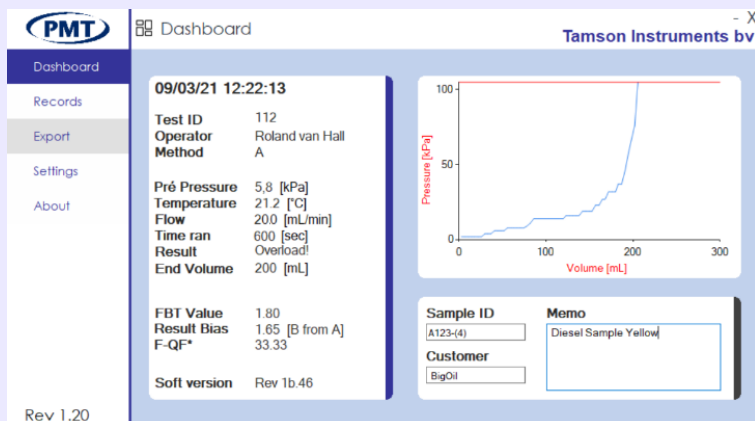 PMT
Dashboard
- X
Tamson Instruments bv
Dashboard
Records
Export
Settings
About
Rev 1.20
09/03/21 12:22:13
Test ID 112
Operator Roland van Hall
Method A
Pré Pressure 5,8 [kPa]
Temperature 21.2 [°C]
Flow 20.0 [mL/min]
Time ran 600 [sec]
Result Overload!
End Volume 200 [mL]
FBT Value 1.80
Result Bias 1.65 [B from A]
F-QF* 33.33
Soft version Rev 1b.46
Pressure [kPa]
100
50
0
0 100 200 300
Volume [mL]
Sample ID Memo
A123-(4) Diesel Sample Yellow
Customer
BigOil